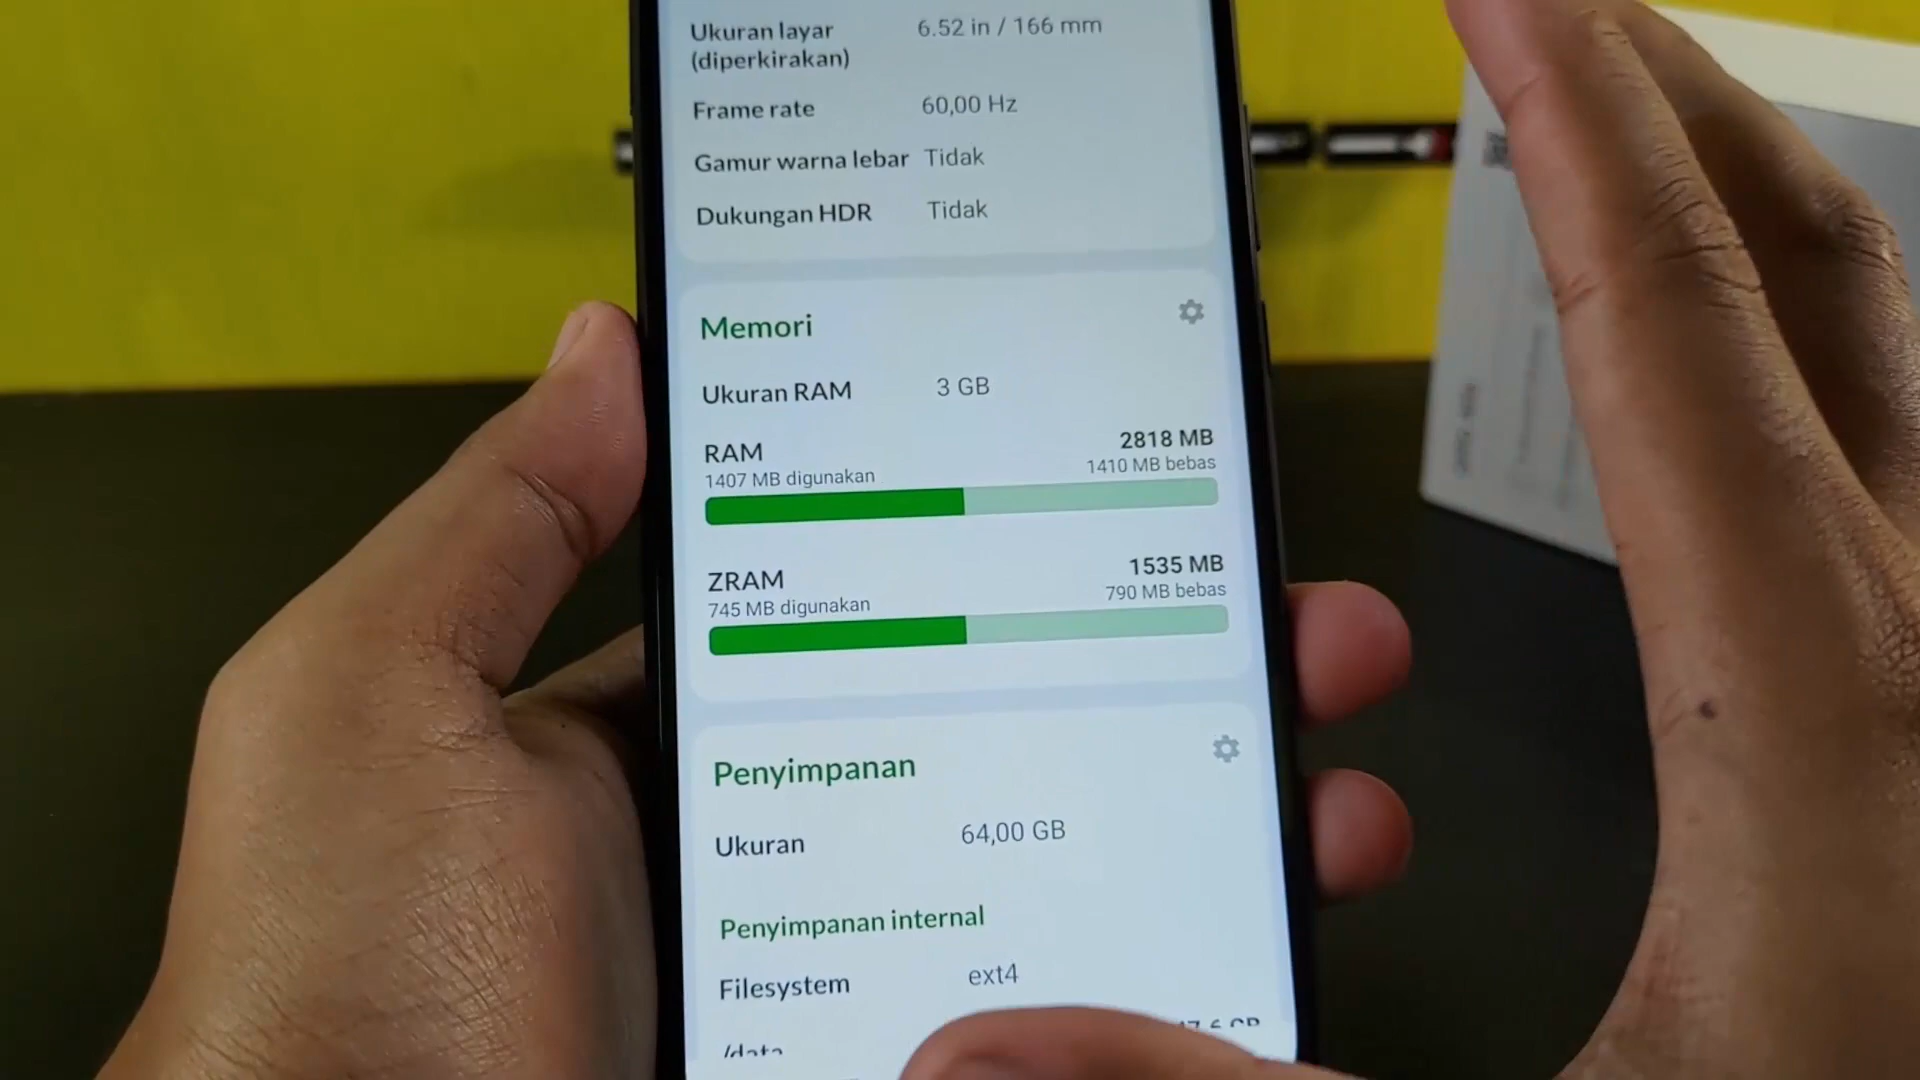 Ukuran layar 6.52 in / 166 mm
(diperkirakan)
Frame rate 60,00 Hz
Gamur warna lebar Tidak
Dukungan HDR Tidak
Memori
Ukuran RAM 3 GB
RAM 2818 MB
1407 MB digunakan 1410 MB bebas
ZRAM 1535 MB
745 MB digunakan 790 MB bebas
Penyimpanan
Ukuran 64,00 GB
Penyimpanan internal
Filesystem ext4
/data